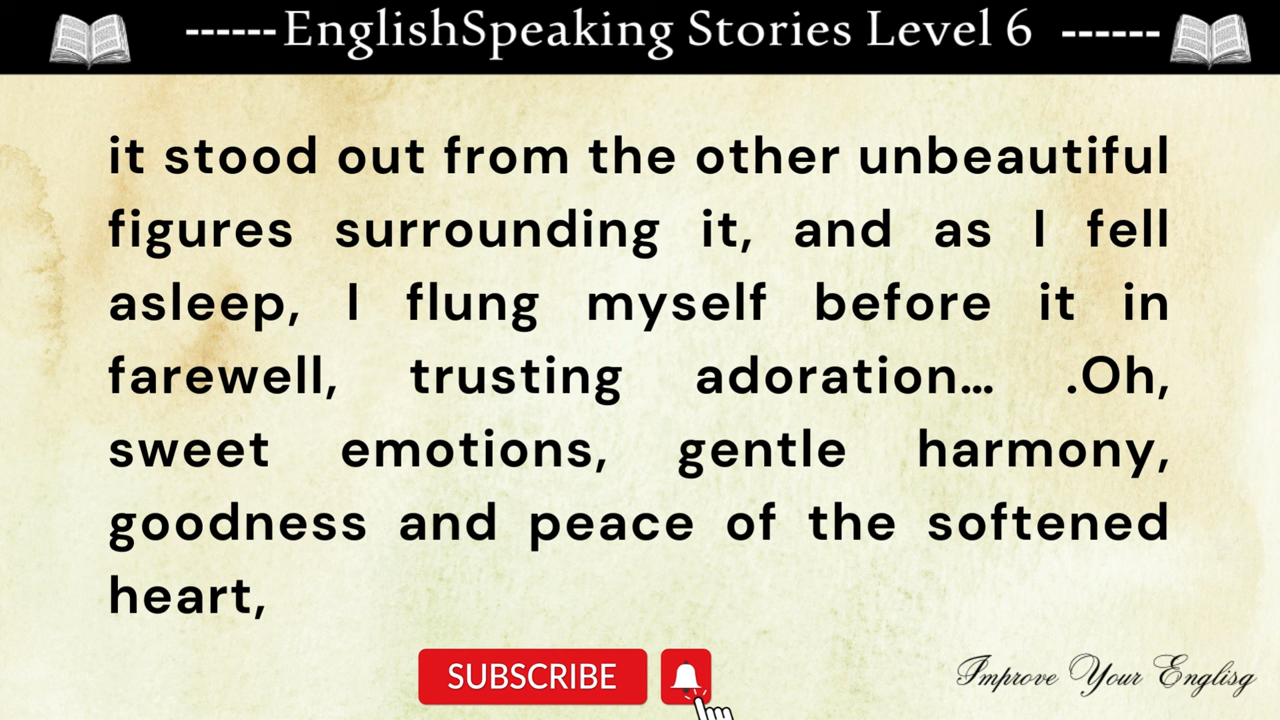 ------EnglishSpeaking Stories Level 6 ------
it stood out from the other unbeautiful
figures surrounding it, and as I fell
asleep, I flung myself before it in
farewell, trusting adoration... .Oh,
sweet emotions, gentle harmony,
goodness and peace of the softened
heart,
SUBSCRIBE
Improve Your Englisg